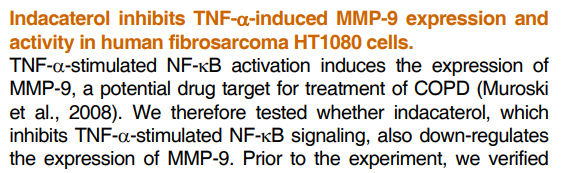 Indacaterol inhibits TNF-α-induced MMP-9 expression and
activity in human fibrosarcoma HT1080 cells.
TNF-α-stimulated NF-κB activation induces the expression of
MMP-9, a potential drug target for treatment of COPD (Muroski
et al., 2008). We therefore tested whether indacaterol, which
inhibits TNF-α-stimulated NF-κB signaling, also down-regulates
the expression of MMP-9. Prior to the experiment, we verified